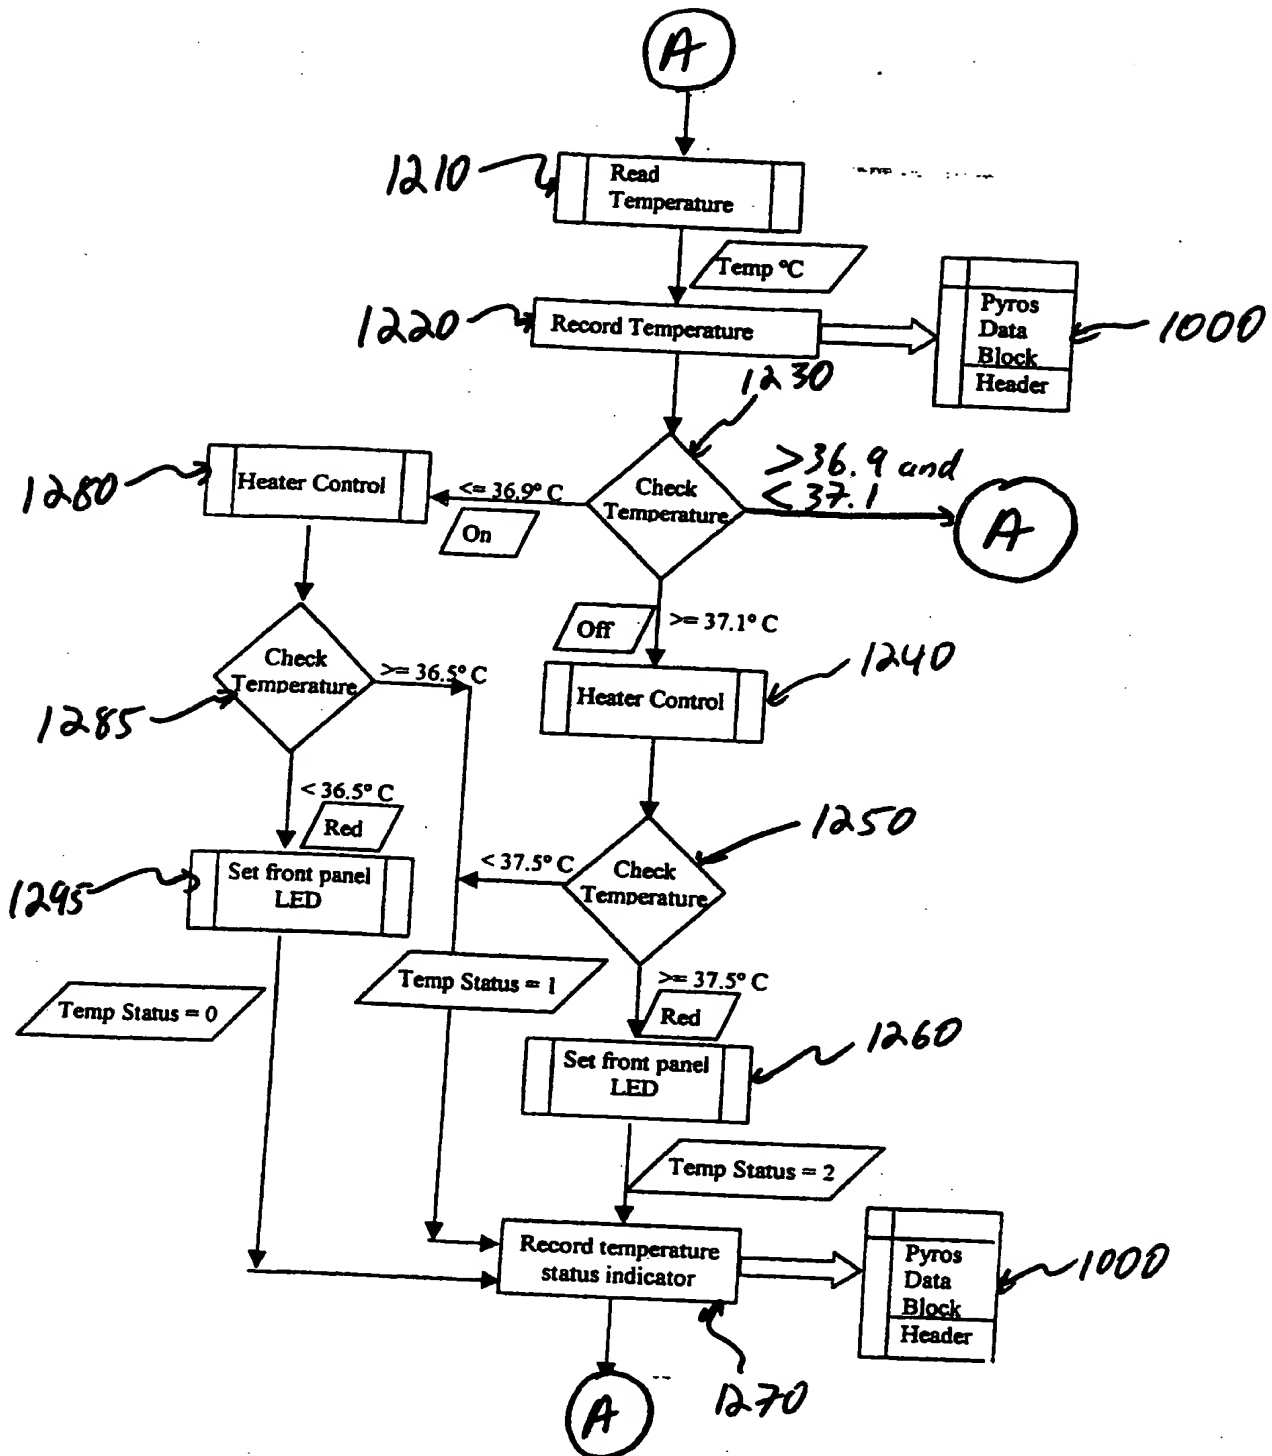 A
1210
Read
Temperature
Temp °C
1220
Record Temperature
Pyros
Data
Block
Header
1000
1230
1280
Heater Control
<= 36.9° C
On
Check
Temperature
>36.9 and
<37.1
A
Off
>= 37.1° C
1240
Heater Control
Check
Temperature
>= 36.5° C
1285
< 36.5° C
Red
1250
< 37.5° C
Check
Temperature
1295
Set front panel
LED
Temp Status = 0
Temp Status = 1
>= 37.5° C
Red
1260
Set front panel
LED
Temp Status = 2
Record temperature
status indicator
Pyros
Data
Block
Header
1000
1270
A